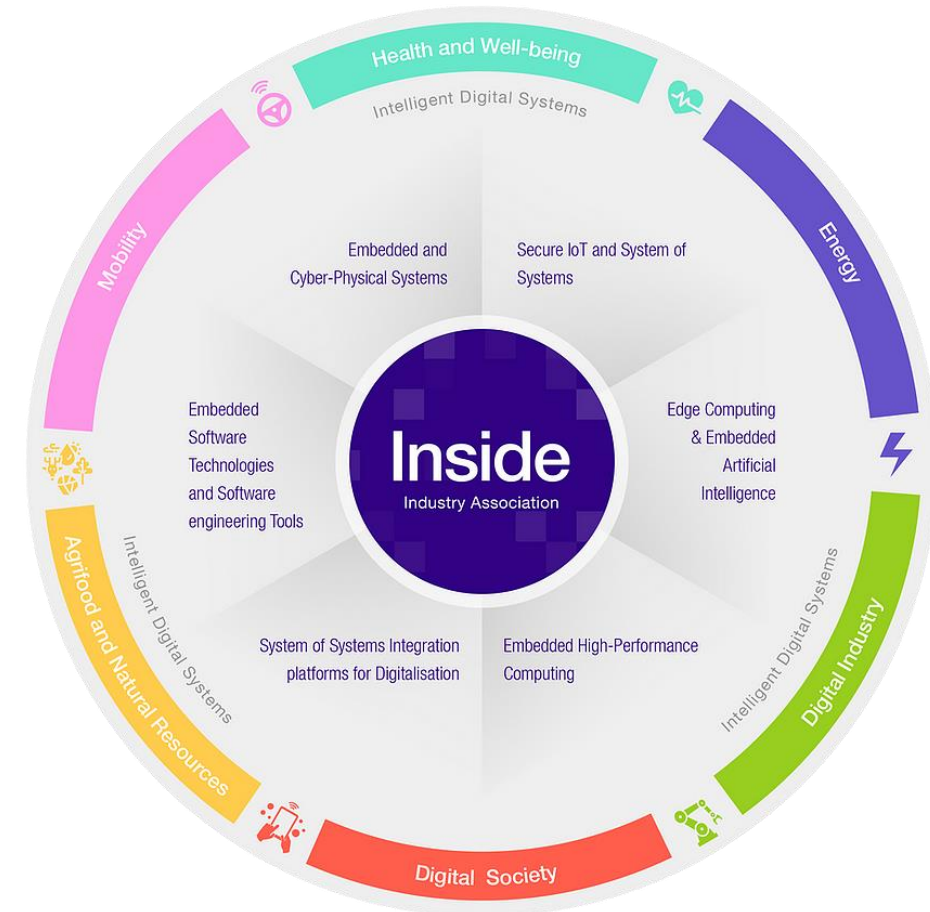 Health and Well-being
Intelligent Digital Systems
Mobility
Energy
Embedded and
Cyber-Physical Systems
Secure IoT and System of
Systems
Embedded
Software
Technologies
and Software
engineering Tools
Inside
Industry Association
Edge Computing
& Embedded
Artificial
Intelligence
Agrifood and Natural Resources
Intelligent Digital Systems
System of Systems Integration
platforms for Digitalisation
Embedded High-Performance
Computing
Intelligent Digital Systems
Digital Industry
Digital Society